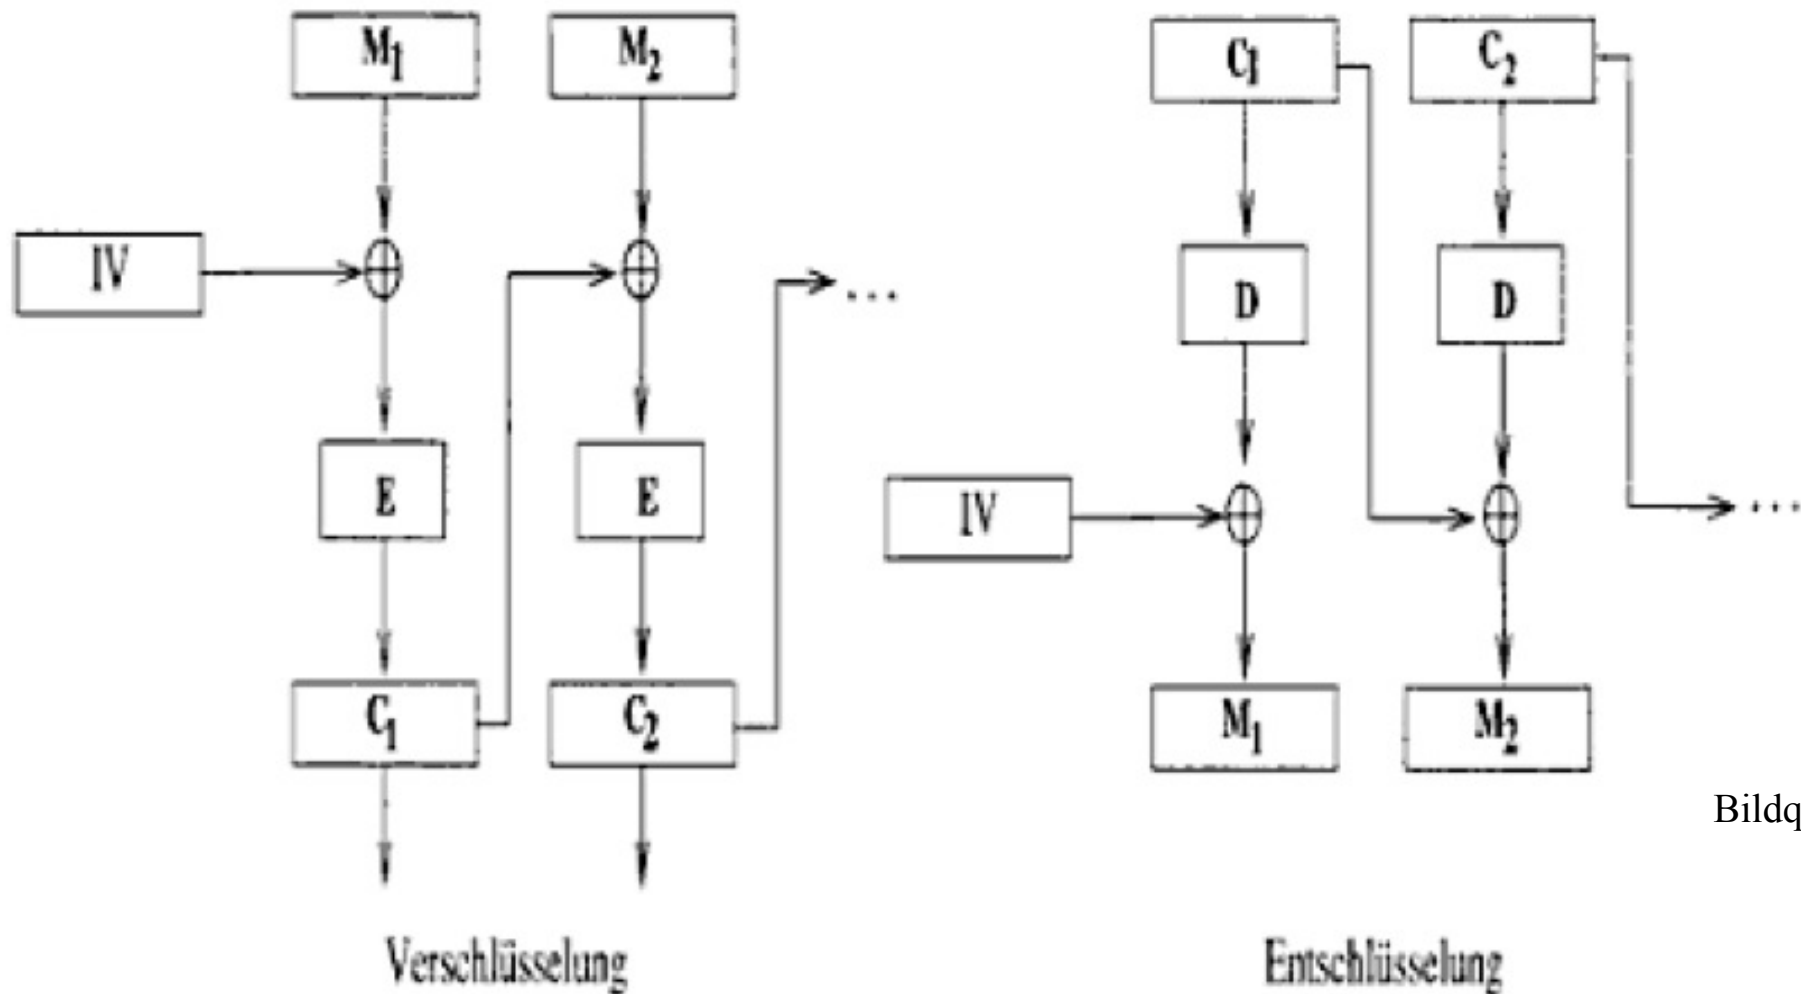 M1 M2
IV
...
E E
C1 C2
Verschlüsselung
C1 C2
D D
IV
...
M1 M2
Entschlüsselung
Bildq